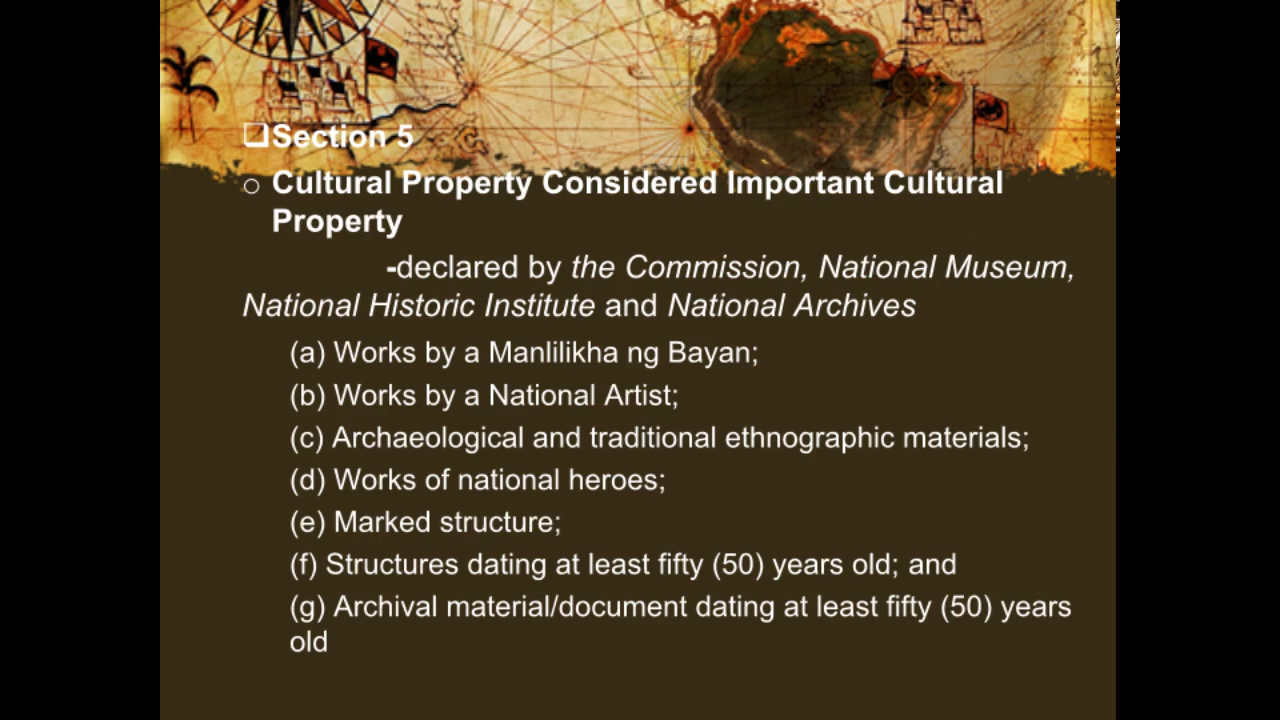 ❑Section 5
○ Cultural Property Considered Important Cultural
Property
-declared by the Commission, National Museum,
National Historic Institute and National Archives
(a) Works by a Manlilikha ng Bayan;
(b) Works by a National Artist;
(c) Archaeological and traditional ethnographic materials;
(d) Works of national heroes;
(e) Marked structure;
(f) Structures dating at least fifty (50) years old; and
(g) Archival material/document dating at least fifty (50) years
old